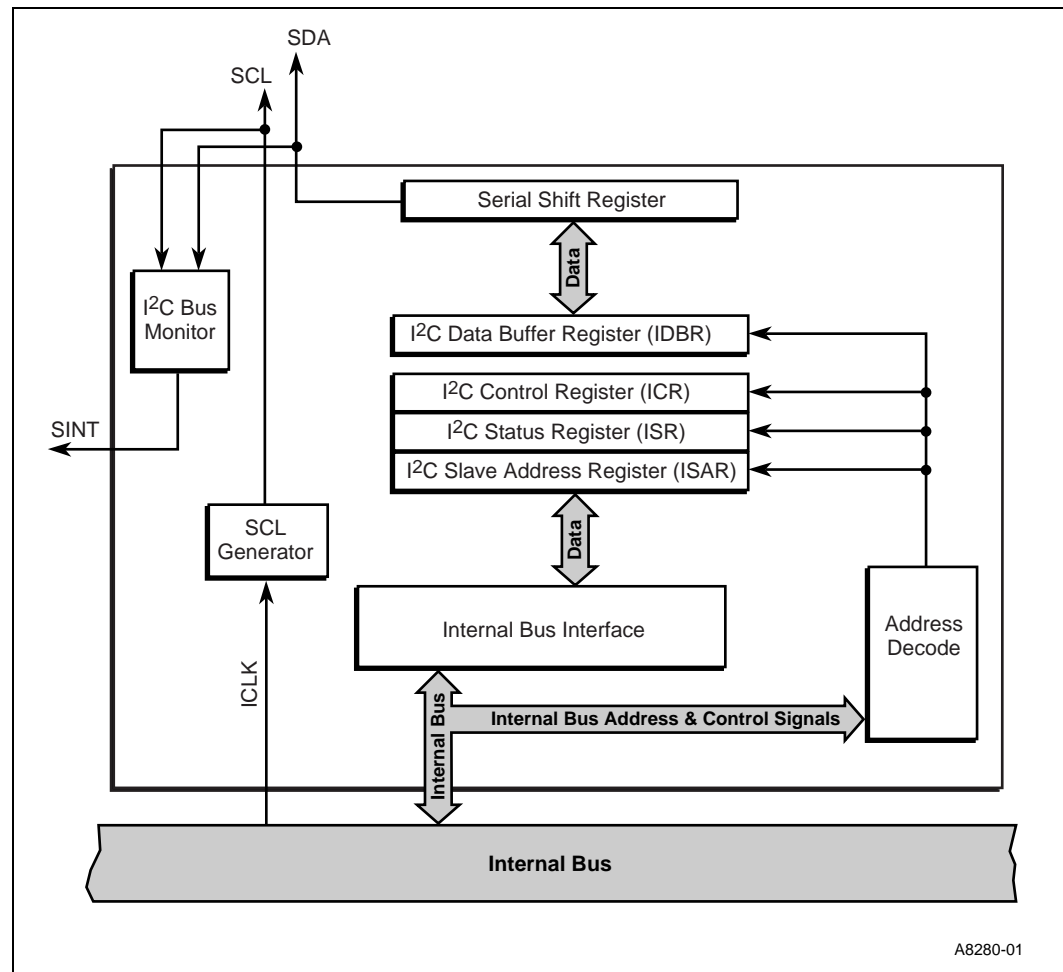 SDA
SCL
Serial Shift Register
Data
I²C Bus
Monitor
I²C Data Buffer Register (IDBR)
I²C Control Register (ICR)
I²C Status Register (ISR)
I²C Slave Address Register (ISAR)
SINT
SCL
Generator
Data
Internal Bus Interface
Address
Decode
ICLK
Internal Bus
Internal Bus Address & Control Signals
Internal Bus
A8280-01